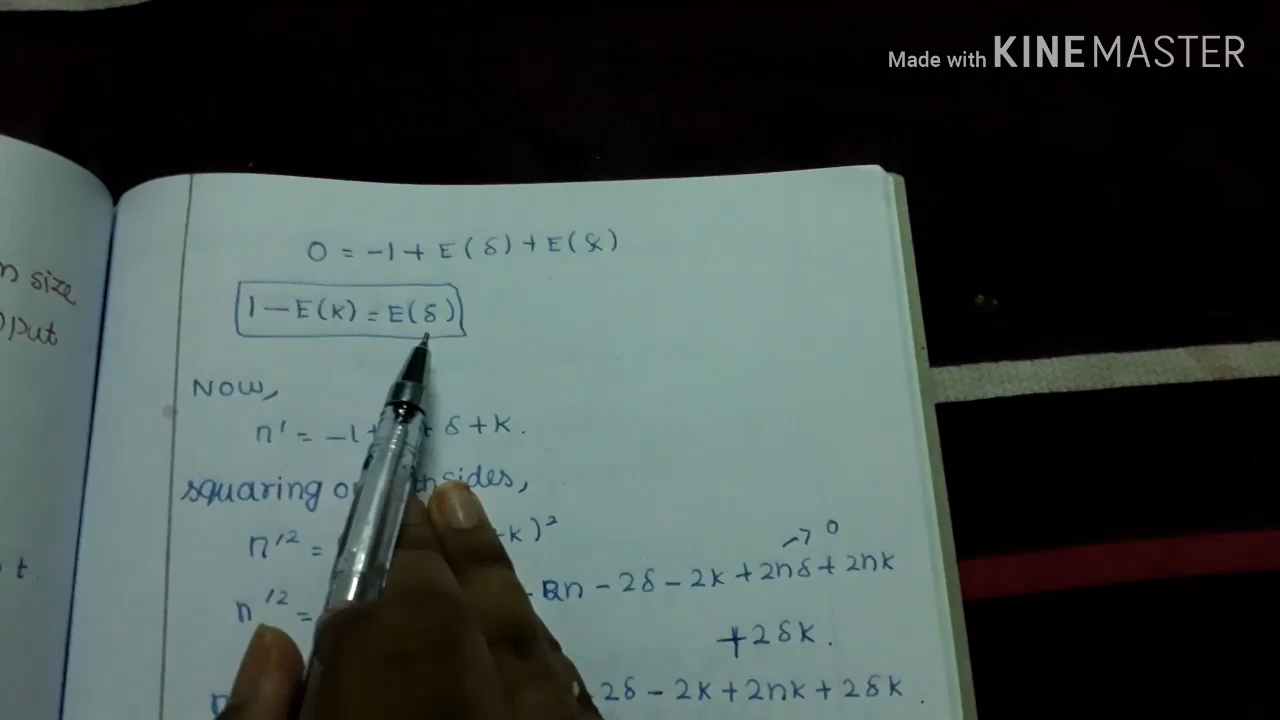 Made with KINEMASTER
n size
put
t
0 = -1 + E(δ) + E(k)
1 - E(k) = E(δ)
Now,
n' = -1 + δ + k.
squaring sides,
n'² = k)²
→ 0
n'² = 2n - 2δ - 2k + 2nδ + 2nk
+ 2δk.
2δ - 2k + 2nk + 2δk.